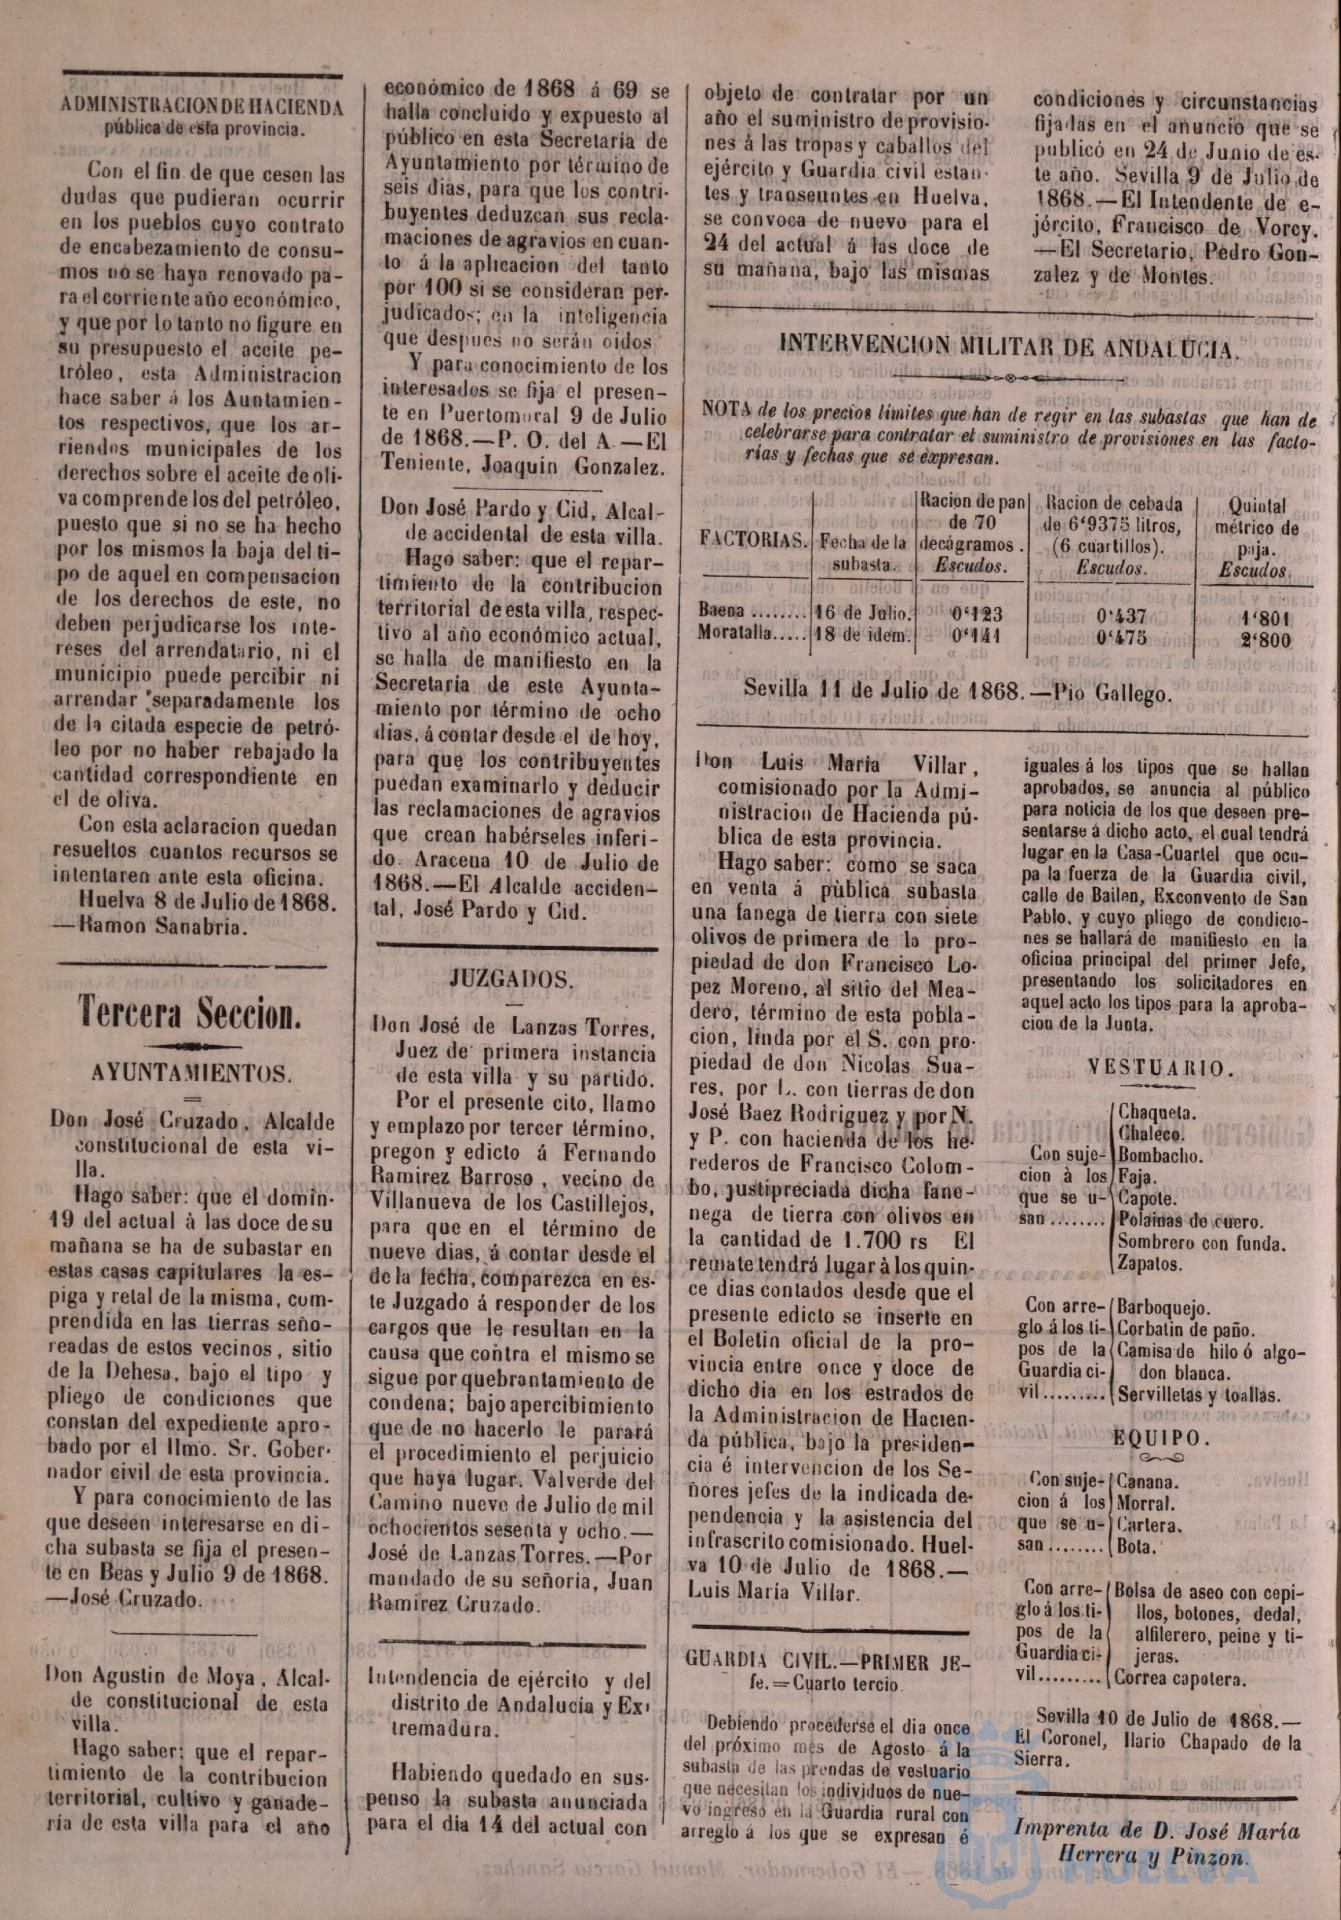 ADMINISTRACION DE HACIENDA
pública de esta provincia.
Con el fin de que cesen las
dudas que pudieran ocurrir
en los pueblos cuyo contrato
de encabezamiento de consu-
mos no se haya renovado pa-
ra el corriente año económico,
y que por lo tanto no figure en
su presupuesto el aceite pe-
tróleo, esta Administracion
hace saber á los Auntamien-
tos respectivos, que los ar-
riendos municipales de los
derechos sobre el aceite de oli-
va comprende los del petróleo,
puesto que si no se ha hecho
por los mismos la baja del ti-
po de aquel en compensacion
de los derechos de este, no
deben perjudicarse los inte-
reses del arrendatario, ni el
municipio puede percibir ni
arrendar separadamente los
de la citada especie de petró-
leo por no haber rebajado la
cantidad correspondiente en
el de oliva.
Con esta aclaracion quedan
resueltos cuantos recursos se
intentaren ante esta oficina.
Huelva 8 de Julio de 1868.
—Ramon Sanabria.
Tercera Seccion.
AYUNTAMIENTOS.
Don José Cruzado, Alcalde
constitucional de esta vi-
lla.
Hago saber: que el domin-
19 del actual á las doce de su
mañana se ha de subastar en
estas casas capitulares la es-
piga y retal de la misma, com-
prendida en las tierras seño-
readas de estos vecinos, sitio
de la Dehesa, bajo el tipo y
pliego de condiciones que
constan del expediente apro-
bado por el Ilmo. Sr. Gober-
nador civil de esta provincia.
Y para conocimiento de las
que deseen interesarse en di-
cha subasta se fija el presen-
te en Beas y Julio 9 de 1868.
—José Cruzado.
Don Agustin de Moya, Alcal-
de constitucional de esta
villa.
Hago saber: que el repar-
timiento de la contribucion
territorial, cultivo y ganade-
ría de esta villa para el año
económico de 1868 á 69 se
halla concluido y expuesto al
público en esta Secretaría de
Ayuntamiento por término de
seis dias, para que los contri-
buyentes deduzcan sus recla-
maciones de agravios en cuan-
to á la aplicacion del tanto
por 100 si se consideran per-
judicados; en la inteligencia
que despues no serán oidos.
Y para conocimiento de los
interesados se fija el presen-
te en Puertomoral 9 de Julio
de 1868.—P. O. del A.—El
Teniente, Joaquin Gonzalez.
Don José Pardo y Cid, Alcal-
de accidental de esta villa.
Hago saber: que el repar-
timiento de la contribucion
territorial de esta villa, respec-
tivo al año económico actual,
se halla de manifiesto en la
Secretaría de este Ayunta-
miento por término de ocho
dias, á contar desde el de hoy,
para que los contribuyentes
puedan examinarlo y deducir
las reclamaciones de agravios
que crean habérseles inferi-
do. Aracena 10 de Julio de
1868.—El Alcalde acciden-
tal, José Pardo y Cid.
JUZGADOS.
Don José de Lanzas Torres,
Juez de primera instancia
de esta villa y su partido.
Por el presente cito, llamo
y emplazo por tercer término,
pregon y edicto á Fernando
Ramirez Barroso, vecino de
Villanueva de los Castillejos,
para que en el término de
nueve dias, á contar desde el
de la fecha, comparezca en es-
te Juzgado á responder de los
cargos que le resultan en la
causa que contra el mismo se
sigue por quebrantamiento de
condena; bajo apercibimiento
que de no hacerlo le parará
el procedimiento el perjuicio
que haya lugar. Valverde del
Camino nueve de Julio de mil
ochocientos sesenta y ocho.—
José de Lanzas Torres.—Por
mandado de su señoría, Juan
Ramirez Cruzado.
Intendencia de ejército y del
distrito de Andalucía y Ex-
tremadura.
Habiendo quedado en sus-
penso la subasta anunciada
para el dia 14 del actual con
objeto de contratar por un
año el suministro de provisio-
nes á las tropas y caballos del
ejército y Guardia civil estan-
tes y transeuntes en Huelva,
se convoca de nuevo para el
24 del actual á las doce de
su mañana, bajo las mismas
condiciones y circunstancias
fijadas en el anuncio que se
publicó en 24 de Junio de es-
te año. Sevilla 9 de Julio de
1868.—El Intendente de e-
jército, Francisco de Vorcy.
—El Secretario, Pedro Gon-
zalez y de Montes.
INTERVENCION MILITAR DE ANDALUCIA.
NOTA de los precios límites que han de regir en las subastas que han de
celebrarse para contratar el suministro de provisiones en las facto-
rías y fechas que se expresan.
FACTORIAS. Fecha de la subasta. Racion de pan de 70 decágramos. Escudos. Racion de cebada de 6'9375 litros, (6 cuartillos). Escudos. Quintal métrico de paja. Escudos.
Baena ........ 16 de Julio. 0'123 0'437 1'801
Moratalla..... 18 de idem. 0'141 0'475 2'800
Sevilla 11 de Julio de 1868.—Pio Gallego.
Don Luis María Villar,
comisionado por la Admi-
nistracion de Hacienda pú-
blica de esta provincia.
Hago saber: como se saca
en venta á pública subasta
una fanega de tierra con siete
olivos de primera de la pro-
piedad de don Francisco Lo-
pez Moreno, al sitio del Mea-
dero, término de esta pobla-
cion, linda por el S. con pro-
piedad de don Nicolas Sua-
res, por L. con tierras de don
José Baez Rodriguez y por N.
y P. con hacienda de los he-
rederos de Francisco Colom-
bo, justipreciada dicha fane-
nega de tierra con olivos en
la cantidad de 1.700 rs El
remate tendrá lugar á los quin-
ce dias contados desde que el
presente edicto se inserte en
el Boletin oficial de la pro-
vincia entre once y doce de
dicho dia en los estrados de
la Administracion de Hacien-
da pública, bajo la presiden-
cia é intervencion de los Se-
ñores jefes de la indicada de-
pendencia y la asistencia del
infrascrito comisionado. Huel-
va 10 de Julio de 1868.—
Luis María Villar.
GUARDIA CIVIL.—PRIMER JE-
fe.—Cuarto tercio.
Debiendo procederse el dia once
del próximo mes de Agosto á la
subasta de las prendas de vestuario
que necesitan los individuos de nue-
vo ingreso en la Guardia rural con
arreglo á los que se expresan é
iguales á los tipos que se hallan
aprobados, se anuncia al público
para noticia de los que deseen pre-
sentarse á dicho acto, el cual tendrá
lugar en la Casa-Cuartel que ocu-
pa la fuerza de la Guardia civil,
calle de Bailen, Exconvento de San
Pablo, y cuyo pliego de condicio-
nes se hallará de manifiesto en la
oficina principal del primer Jefe,
presentando los solicitadores en
aquel acto los tipos para la aproba-
cion de la Junta.
VESTUARIO.
Chaqueta.
Chaleco.
Con suje- Bombacho.
cion à los Faja.
que se u- Capote.
san........ Polainas de cuero.
Sombrero con funda.
Zapatos.
Con arre- Barboquejo.
glo á los ti- Corbatin de paño.
pos de la Camisa de hilo ó algo-
Guardia ci- don blanca.
vil......... Servilletas y toallas.
EQUIPO.
Con suje- Canana.
cion á los Morral.
que se u- Cartera.
san........ Bota.
Con arre- Bolsa de aseo con cepi-
glo á los ti- llos, botones, dedal,
pos de la alfilerero, peine y ti-
Guardia ci- jeras.
vil......... Correa capotera.
Sevilla 10 de Julio de 1868.—
El Coronel, Ilario Chapado de la
Sierra.
Imprenta de D. José María
Herrera y Pinzon.
HUELVA